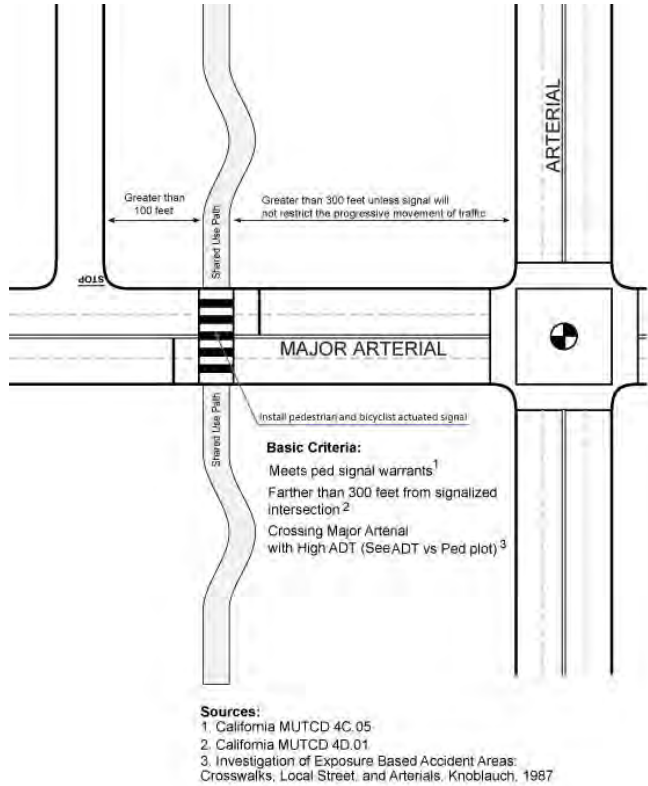 ARTERIAL
Greater than
100 feet
Greater than 300 feet unless signal will
not restrict the progressive movement of traffic
Shared Use Path
STOP
MAJOR ARTERIAL
Install pedestrian and bicyclist actuated signal
Shared Use Path
Basic Criteria:
Meets ped signal warrants1
Farther than 300 feet from signalized
intersection 2
Crossing Major Arterial
with High ADT (See ADT vs Ped plot) 3
Sources:
1. California MUTCD 4C.05
2. California MUTCD 4D.01
3. Investigation of Exposure Based Accident Areas:
Crosswalks, Local Street, and Arterials, Knoblauch, 1987